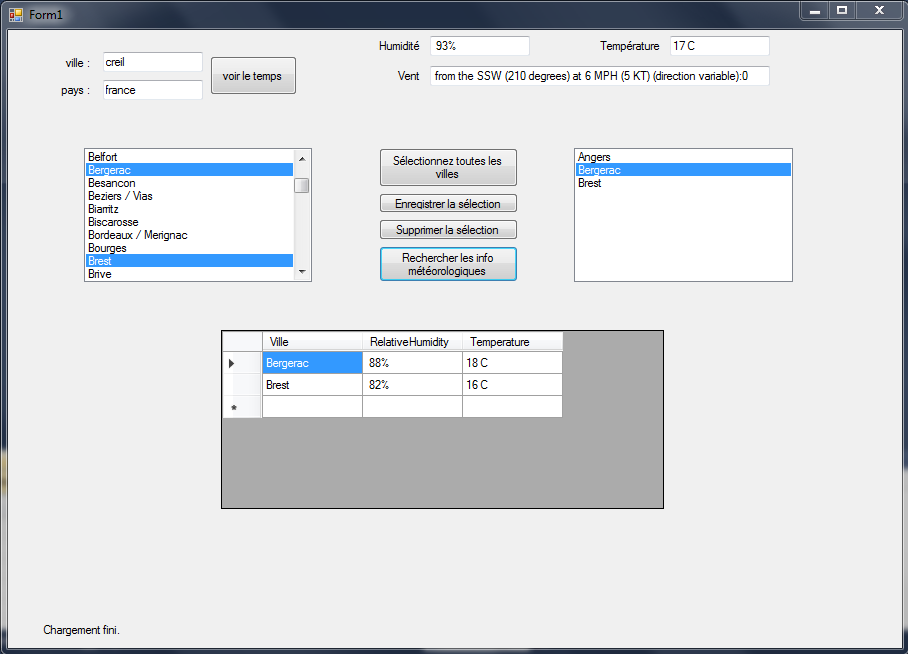 Form1
Humidité 93% Température 17 C
ville : creil
voir le temps
Vent from the SSW (210 degrees) at 6 MPH (5 KT) (direction variable):0
pays : france
Belfort
Bergerac
Besancon
Beziers / Vias
Biarritz
Biscarosse
Bordeaux / Merignac
Bourges
Brest
Brive
Sélectionnez toutes les
villes
Enregistrer la sélection
Supprimer la sélection
Rechercher les info
météorologiques
Angers
Bergerac
Brest
Ville RelativeHumidity Temperature
Bergerac 88% 18 C
Brest 82% 16 C
*
Chargement fini.